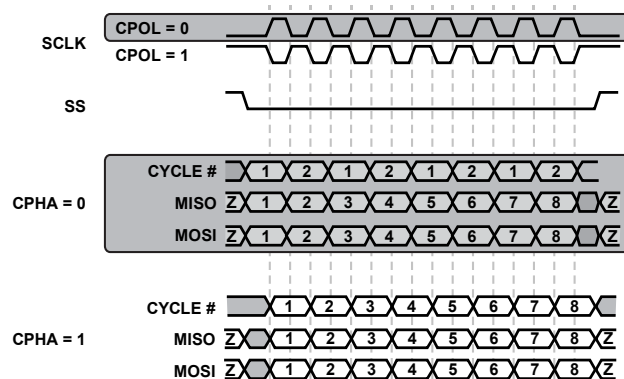 CPOL = 0
SCLK
CPOL = 1
SS
CYCLE # 1 2 1 2 1 2 1 2
CPHA = 0 MISO Z 1 2 3 4 5 6 7 8 Z
MOSI Z 1 2 3 4 5 6 7 8 Z
CYCLE # 1 2 3 4 5 6 7 8
CPHA = 1 MISO Z 1 2 3 4 5 6 7 8 Z
MOSI Z 1 2 3 4 5 6 7 8 Z